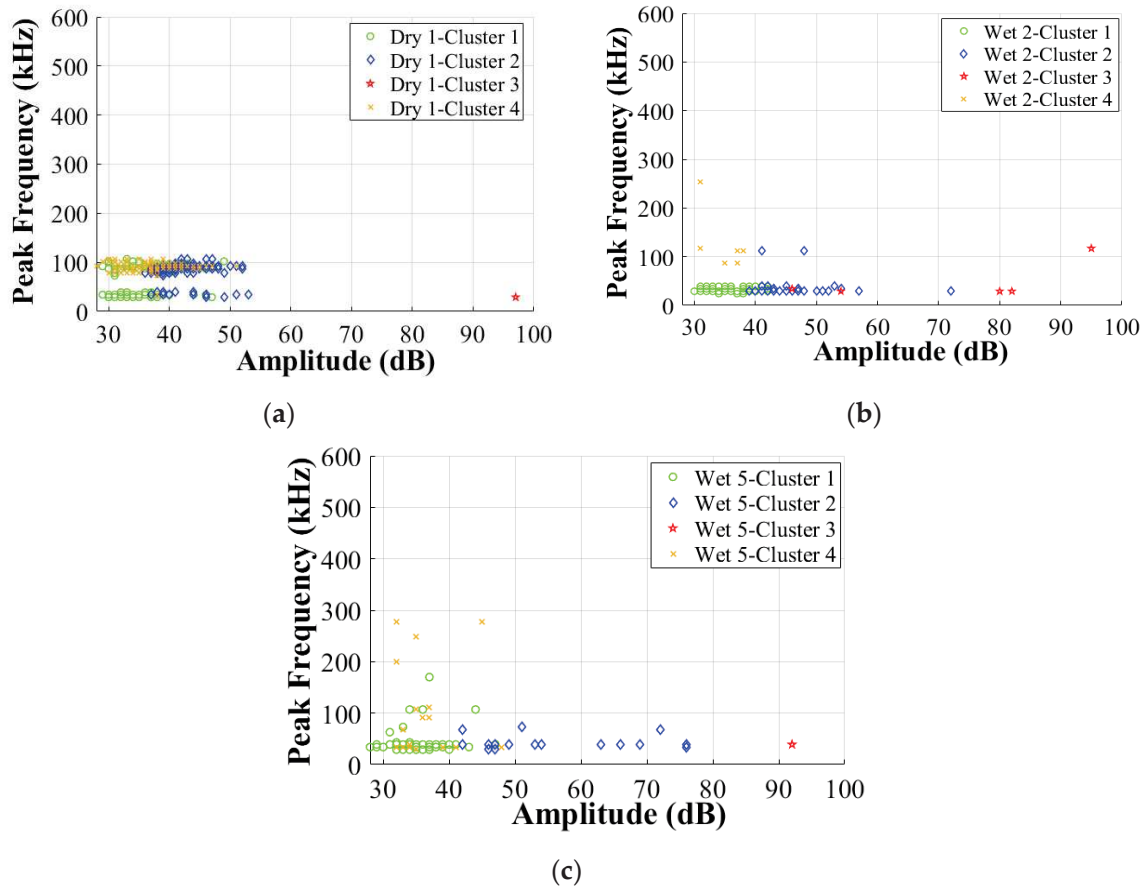 600
500
400
300
200
100
0
Peak Frequency (kHz)
Dry 1-Cluster 1
Dry 1-Cluster 2
Dry 1-Cluster 3
Dry 1-Cluster 4
30 40 50 60 70 80 90 100
Amplitude (dB)
(a)
600
500
400
300
200
100
0
Peak Frequency (kHz)
Wet 2-Cluster 1
Wet 2-Cluster 2
Wet 2-Cluster 3
Wet 2-Cluster 4
30 40 50 60 70 80 90 100
Amplitude (dB)
(b)
600
500
400
300
200
100
0
Peak Frequency (kHz)
Wet 5-Cluster 1
Wet 5-Cluster 2
Wet 5-Cluster 3
Wet 5-Cluster 4
30 40 50 60 70 80 90 100
Amplitude (dB)
(c)